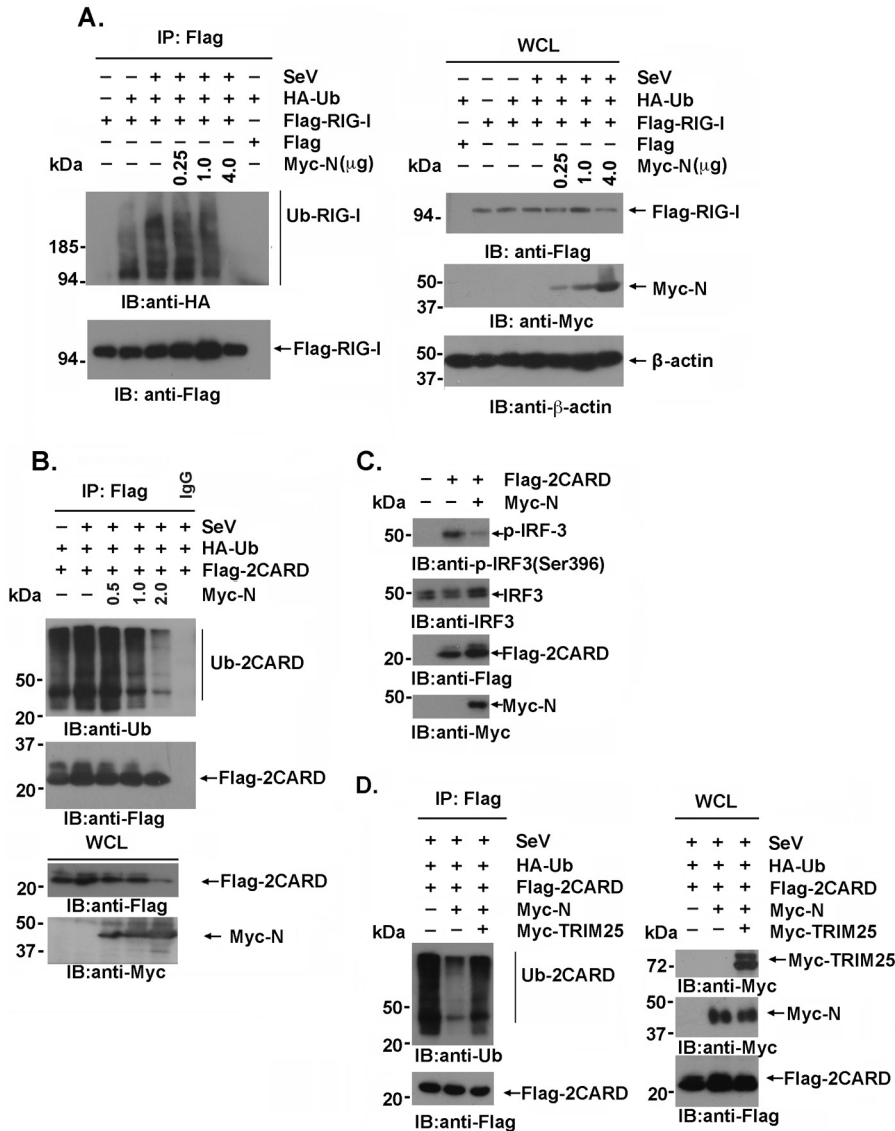 A.
IP: Flag
– – + + + + – SeV
– + + + + + + HA-Ub
+ + + + + + – Flag-RIG-I
– – – – – – + Flag
kDa – – – 0.25 1.0 4.0 – Myc-N(μg)
Ub-RIG-I
185-
94-
IB:anti-HA
94-
Flag-RIG-I
IB: anti-Flag
WCL
– – – + + + + SeV
+ – + + + + + HA-Ub
– + + + + + + Flag-RIG-I
+ – – – – – – Flag
kDa – – – – 0.25 1.0 4.0 Myc-N(μg)
94-
Flag-RIG-I
IB: anti-Flag
50-
Myc-N
37-
IB: anti-Myc
50-
β-actin
37-
IB:anti-β-actin
B.
IP: Flag
IgG
– + + + + + SeV
+ + + + + + HA-Ub
+ + + + + + Flag-2CARD
kDa – – 0.5 1.0 2.0 Myc-N
Ub-2CARD
50-
20-
IB:anti-Ub
37-
20-
Flag-2CARD
IB:anti-Flag
WCL
20-
Flag-2CARD
IB:anti-Flag
50-
Myc-N
37-
IB:anti-Myc
C.
– + + Flag-2CARD
kDa – – + Myc-N
50-
p-IRF-3
IB:anti-p-IRF3(Ser396)
50-
IRF3
IB:anti-IRF3
20-
Flag-2CARD
IB:anti-Flag
50-
Myc-N
IB:anti-Myc
D.
IP: Flag
+ + + SeV
+ + + HA-Ub
+ + + Flag-2CARD
– + + Myc-N
kDa – – + Myc-TRIM25
Ub-2CARD
50-
20-
IB:anti-Ub
20-
Flag-2CARD
IB:anti-Flag
WCL
+ + + SeV
+ + + HA-Ub
+ + + Flag-2CARD
– + + Myc-N
kDa – – + Myc-TRIM25
72-
Myc-TRIM25
IB:anti-Myc
50-
Myc-N
37-
IB:anti-Myc
20-
Flag-2CARD
IB:anti-Flag